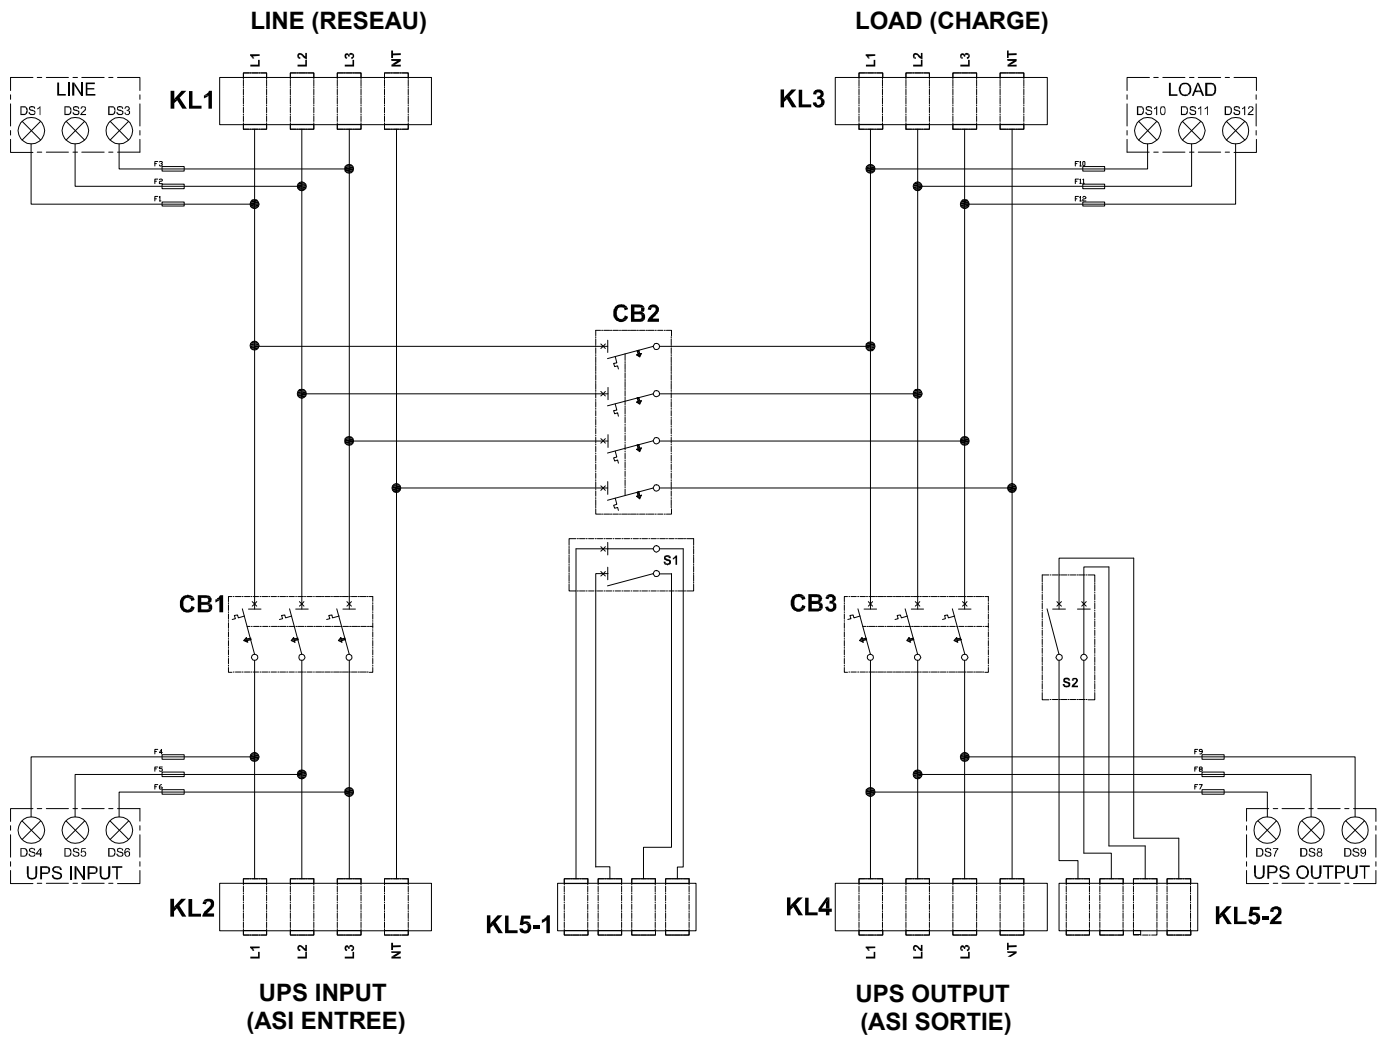 LINE (RESEAU)
LOAD (CHARGE)
L1 L2 L3 NT
L1 L2 L3 NT
KL1
KL3
LINE
DS1 DS2 DS3
LOAD
DS10 DS11 DS12
F3
F2
F1
F10
F11
F12
CB2
S1
CB1
CB3
S2
F4
F5
F6
F9
F8
F7
DS4 DS5 DS6
UPS INPUT
DS7 DS8 DS9
UPS OUTPUT
KL2
KL5-1
KL4
KL5-2
L1 L2 L3 NT
L1 L2 L3 NT
UPS INPUT
(ASI ENTREE)
UPS OUTPUT
(ASI SORTIE)